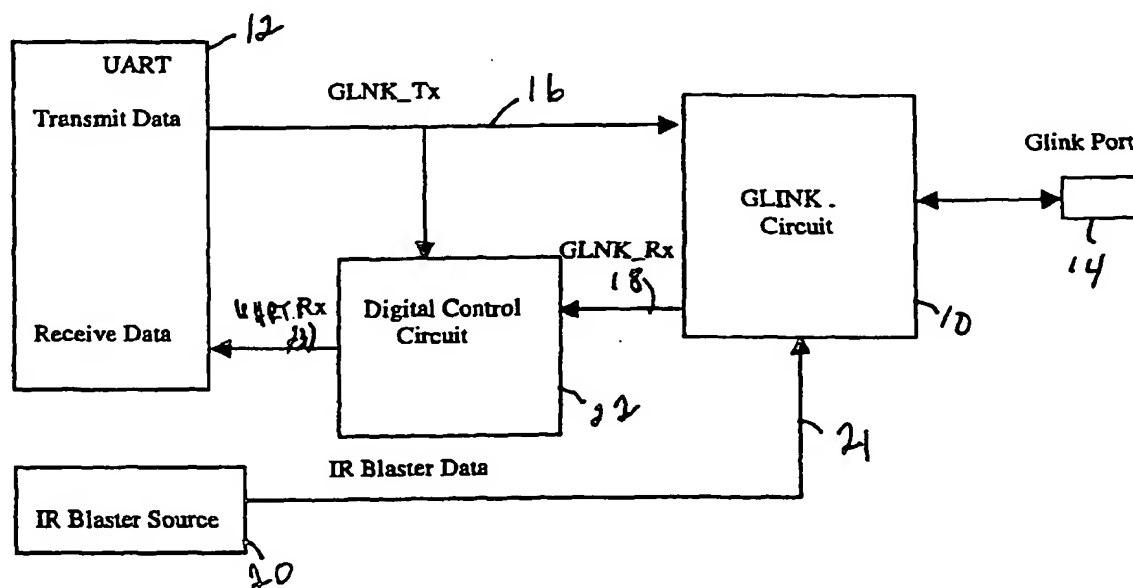 12
UART
GLNK_Tx
16
Transmit Data
Glink Port
GLINK.
Circuit
14
GLNK_Rx
18
10
UART.Rx
Digital Control
Circuit
Receive Data
22
21
IR Blaster Data
IR Blaster Source
20